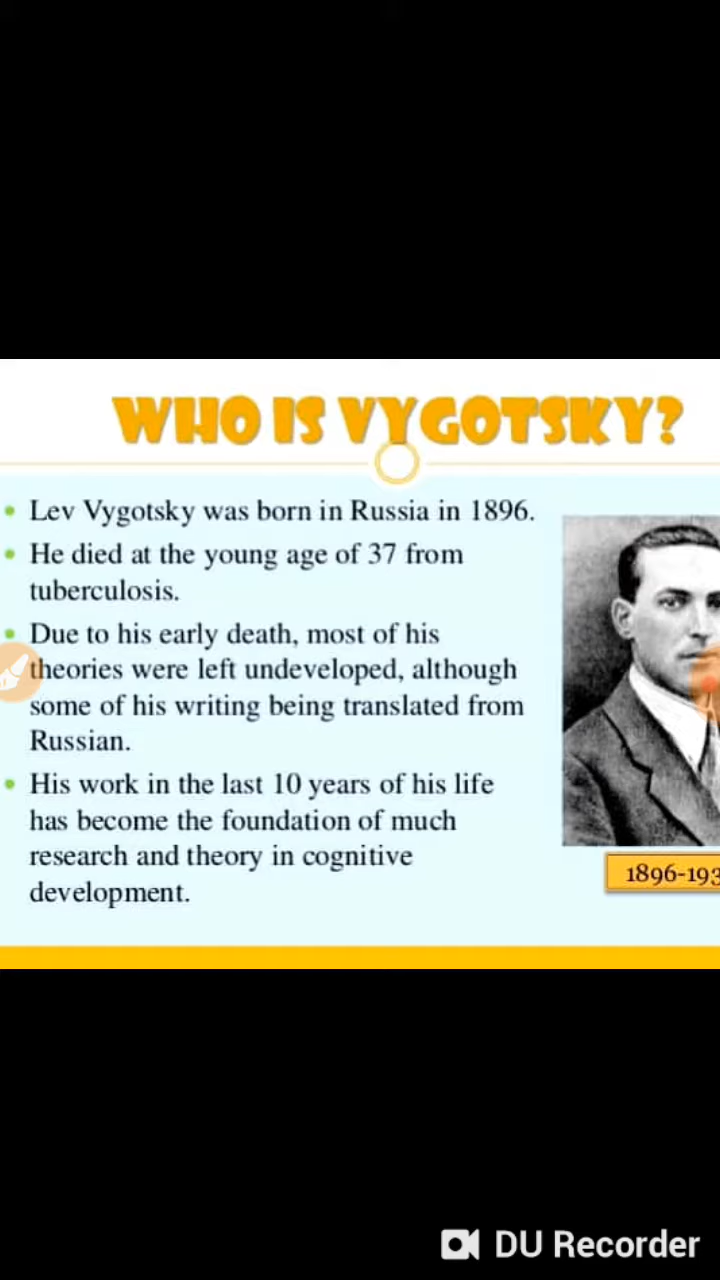 WHO IS VYGOTSKY?
Lev Vygotsky was born in Russia in 1896.
He died at the young age of 37 from
tuberculosis.
Due to his early death, most of his
theories were left undeveloped, although
some of his writing being translated from
Russian.
His work in the last 10 years of his life
has become the foundation of much
research and theory in cognitive
development.
1896-193
DU Recorder